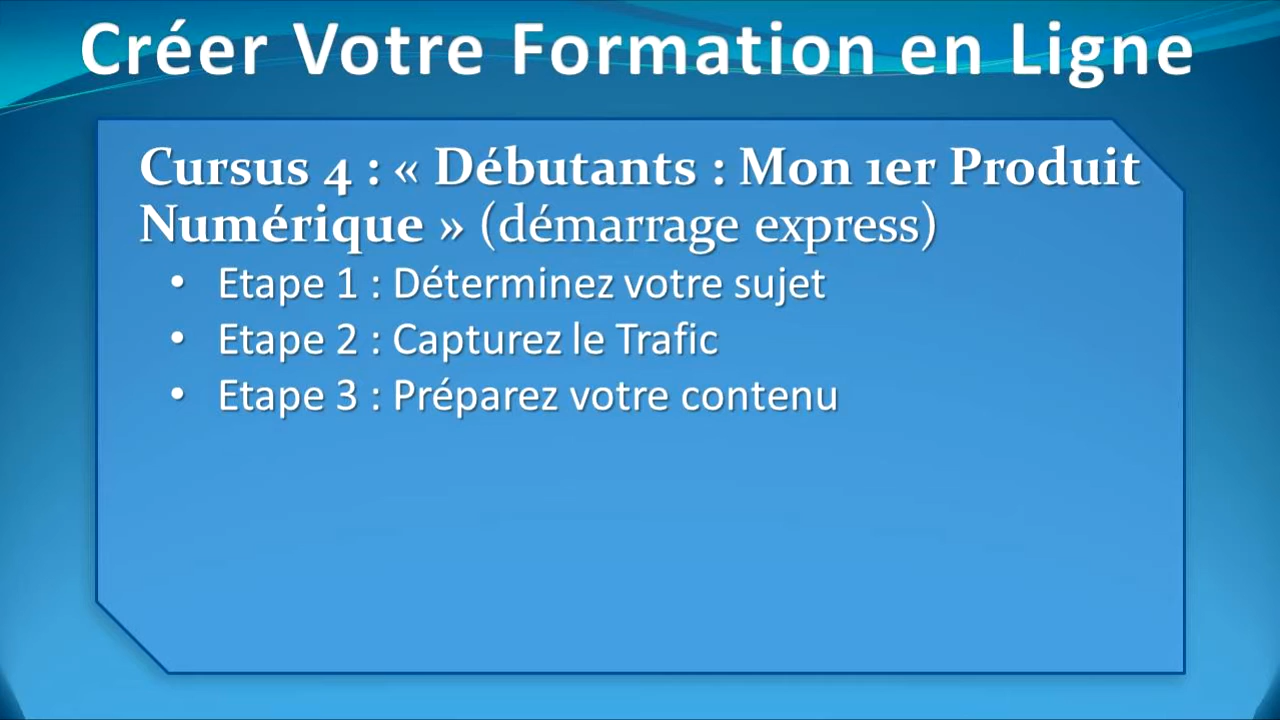 Créer Votre Formation en Ligne
Cursus 4 : « Débutants : Mon 1er Produit
Numérique » (démarrage express)
• Etape 1 : Déterminez votre sujet
• Etape 2 : Capturez le Trafic
• Etape 3 : Préparez votre contenu